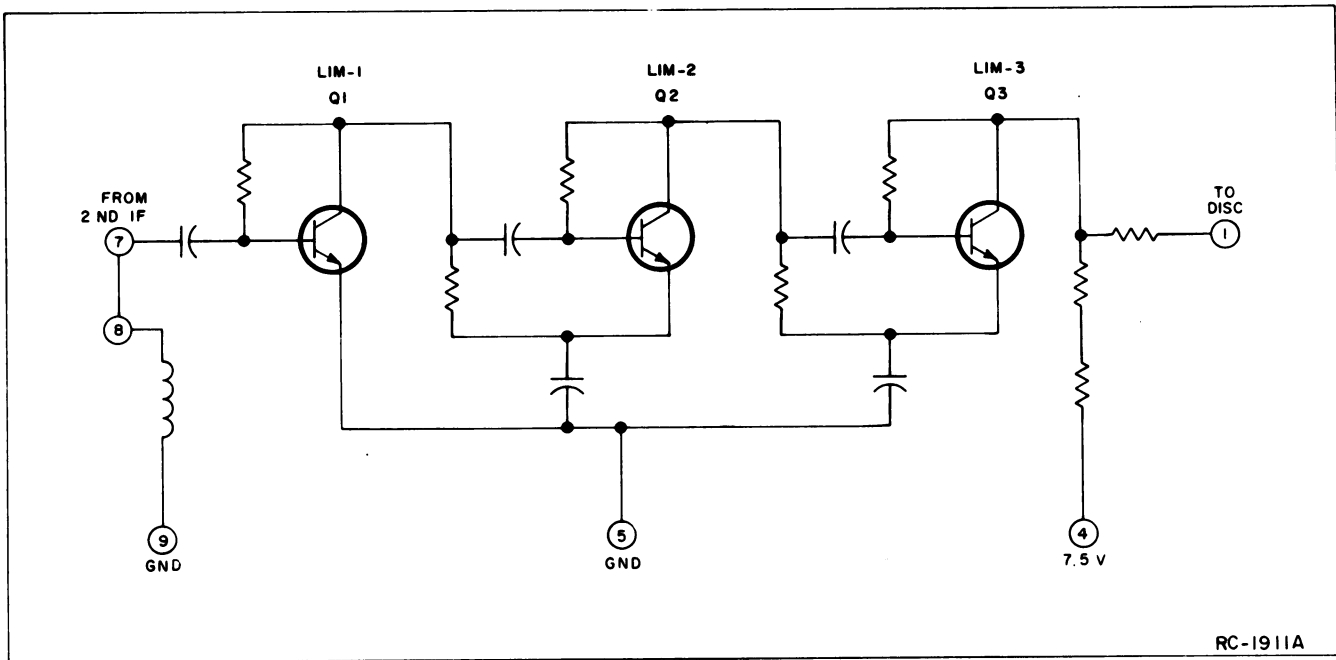 LIM-1
Q1
LIM-2
Q2
LIM-3
Q3
FROM
2 ND IF
7
TO
DISC
1
8
9
GND
5
GND
4
7.5 V
RC-1911A